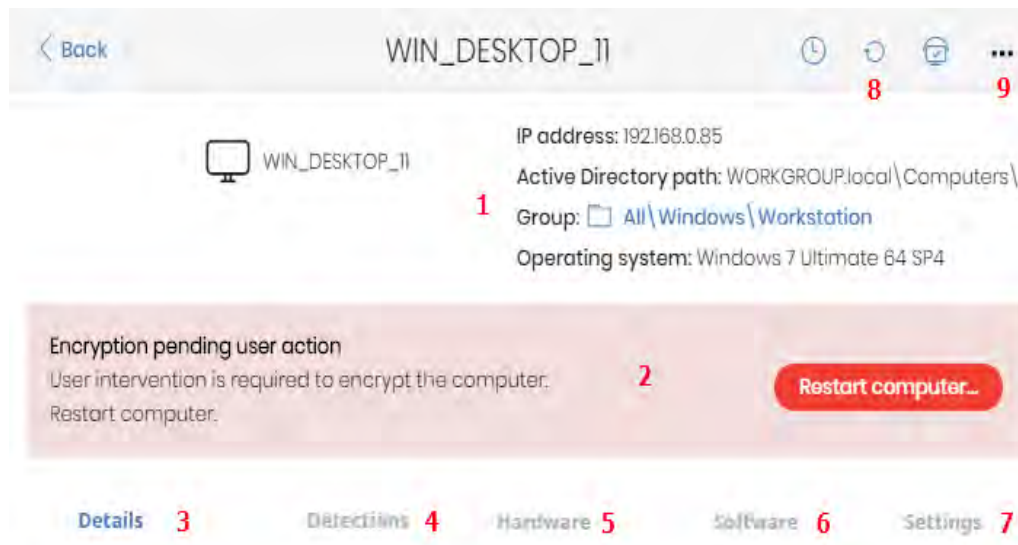 Back
WIN_DESKTOP_11
8
9
WIN_DESKTOP_11
1
IP address: 192.168.0.85
Active Directory path: WORKGROUP.local\Computers\
Group: All\Windows\Workstation
Operating system: Windows 7 Ultimate 64 SP4
Encryption pending user action
User intervention is required to encrypt the computer.
Restart computer.
2
Restart computer...
Details 3
Detections 4
Hardware 5
Software 6
Settings 7